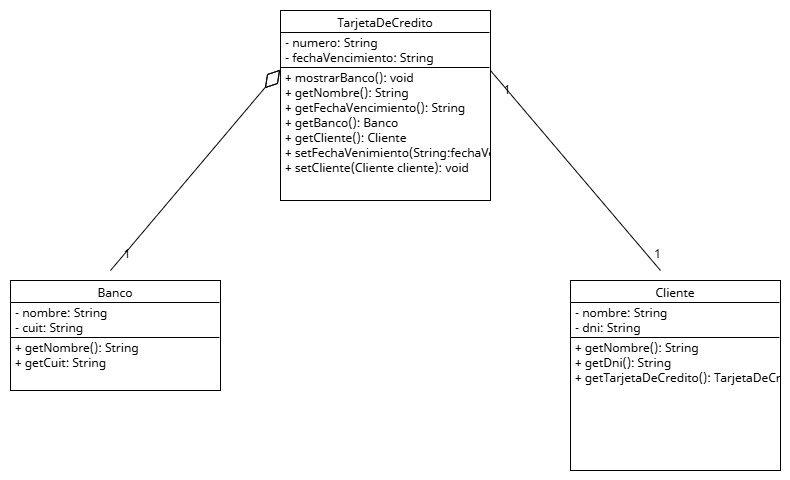 TarjetaDeCredito
- numero: String
- fechaVencimiento: String
+ mostrarBanco(): void
+ getNombre(): String
+ getFechaVencimiento(): String
+ getBanco(): Banco
+ getCliente(): Cliente
+ setFechaVenimiento(String:fechaV
+ setCliente(Cliente cliente): void
1
1
1
Banco
- nombre: String
- cuit: String
+ getNombre(): String
+ getCuit: String
Cliente
- nombre: String
- dni: String
+ getNombre(): String
+ getDni(): String
+ getTarjetaDeCredito(): TarjetaDeCr